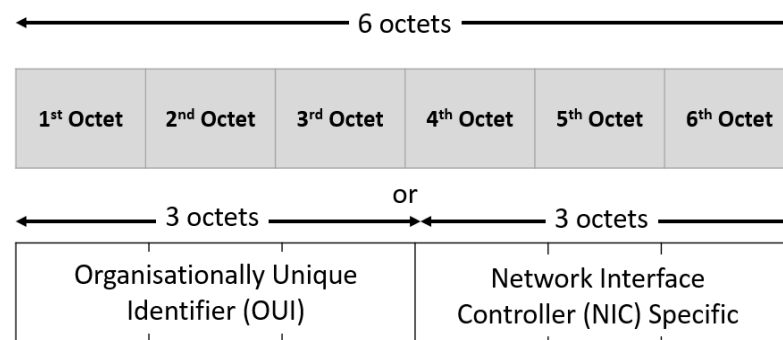 6 octets
1st Octet 2nd Octet 3rd Octet 4th Octet 5th Octet 6th Octet
or
3 octets 3 octets
Organisationally Unique
Identifier (OUI)
Network Interface
Controller (NIC) Specific